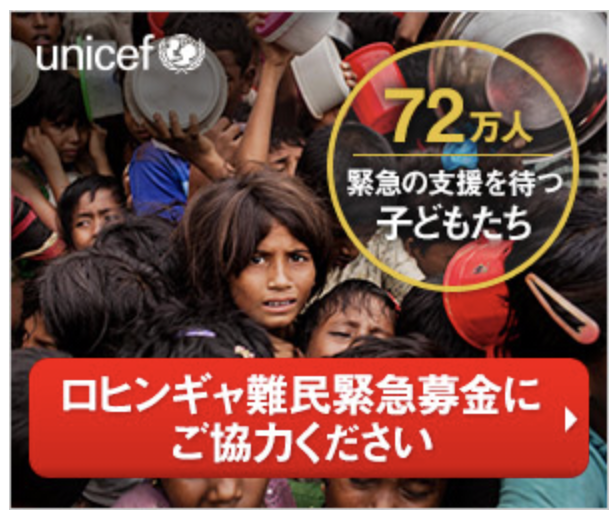 unicef
72万人
緊急の支援を待つ
子どもたち
ロヒンギャ難民緊急募金に
ご協力ください